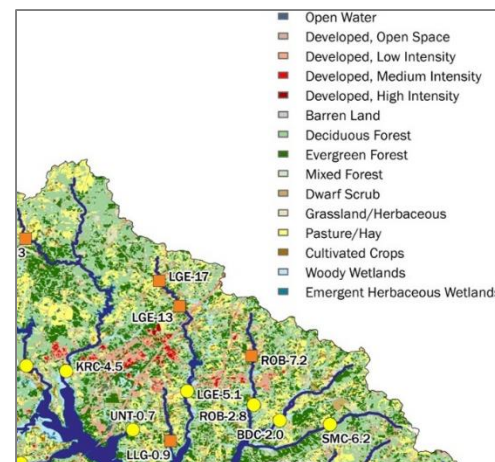 Open Water
Developed, Open Space
Developed, Low Intensity
Developed, Medium Intensity
Developed, High Intensity
Barren Land
Deciduous Forest
Evergreen Forest
Mixed Forest
Dwarf Scrub
Grassland/Herbaceous
Pasture/Hay
Cultivated Crops
Woody Wetlands
Emergent Herbaceous Wetlands
3
LGE-17
LGE-13
ROB-7.2
KRC-4.5
LGE-5.1
UNT-0.7
ROB-2.8
BDC-2.0
SMC-6.2
LLG-0.9